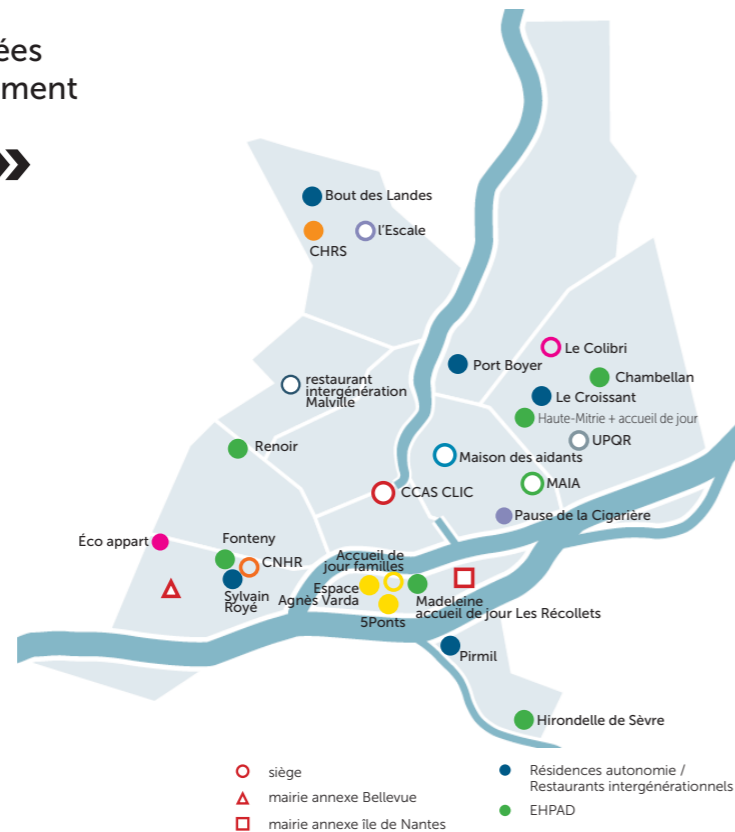 ées
ement
»
Bout des Landes
l'Escale
CHRS
Le Colibri
Port Boyer
Chambellan
restaurant
intergénération
Malville
Le Croissant
Haute-Mitrie + accueil de jour
UPQR
Renoir
Maison des aidants
MAIA
CCAS CLIC
Pause de la Cigarière
Éco appart
Fonteny
CNHR
Sylvain
Royé
Accueil de
jour familles
Espace
Agnès Varda
5Ponts
Madeleine
accueil de jour Les Récollets
Pirmil
Hirondelle de Sèvre
siège
mairie annexe Bellevue
mairie annexe île de Nantes
Résidences autonomie /
Restaurants intergénérationnels
EHPAD